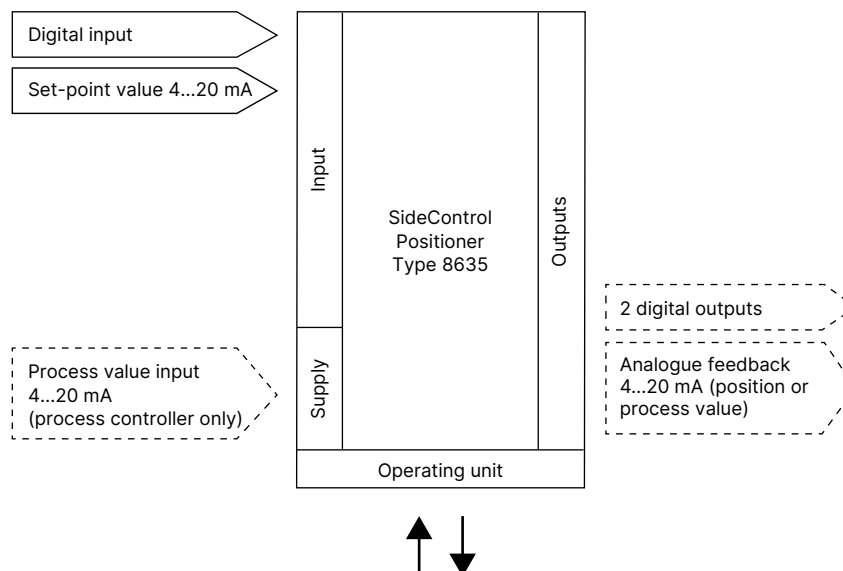 Digital input
Set-point value 4...20 mA
Input
SideControl
Positioner
Type 8635
Outputs
2 digital outputs
Process value input
4...20 mA
(process controller only)
Supply
Analogue feedback
4...20 mA (position or
process value)
Operating unit